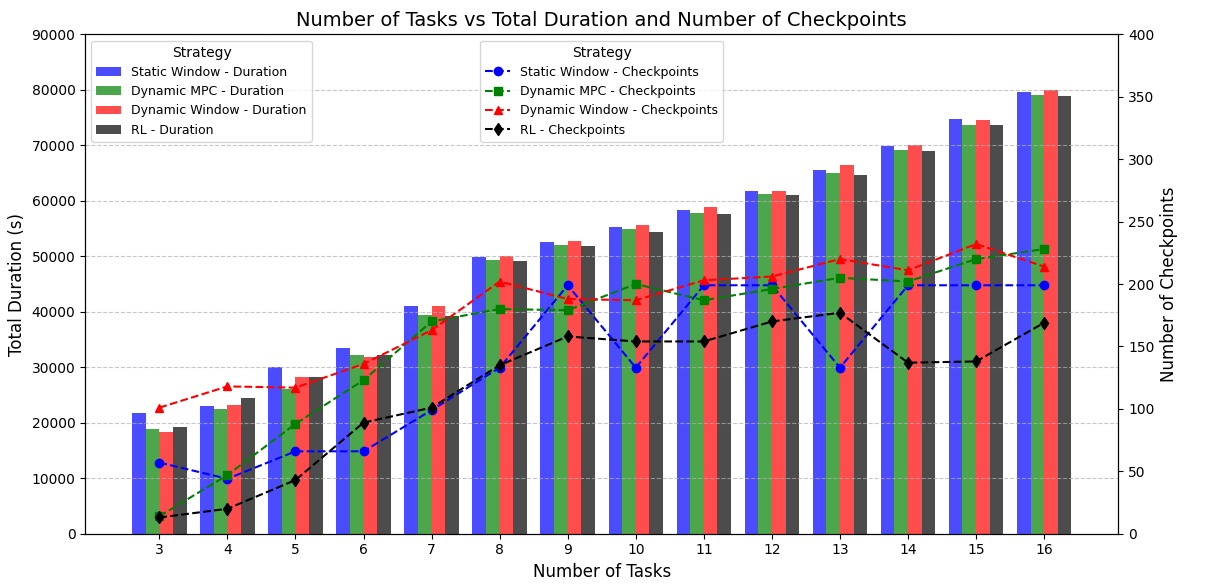 Number of Tasks vs Total Duration and Number of Checkpoints
Strategy
Static Window - Duration
Dynamic MPC - Duration
Dynamic Window - Duration
RL - Duration
Strategy
Static Window - Checkpoints
Dynamic MPC - Checkpoints
Dynamic Window - Checkpoints
RL - Checkpoints
Total Duration (s)
90000
80000
70000
60000
50000
40000
30000
20000
10000
0
400
350
300
250
200
150
100
50
0
Number of Checkpoints
3 4 5 6 7 8 9 10 11 12 13 14 15 16
Number of Tasks